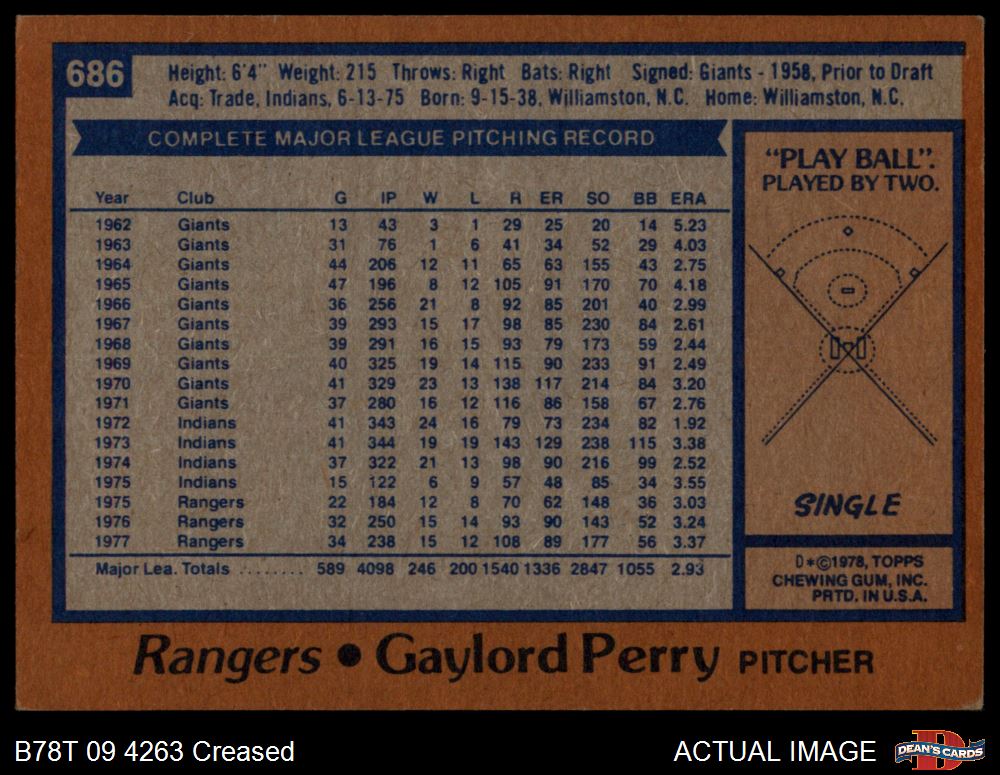 686
Height: 6'4" Weight: 215 Throws: Right Bats: Right Signed: Giants - 1958, Prior to Draft
Acq: Trade, Indians, 6-13-75 Born: 9-15-38, Williamston, N.C. Home: Williamston, N.C.
COMPLETE MAJOR LEAGUE PITCHING RECORD
Year Club G IP W L R ER SO BB ERA
1962 Giants 13 43 3 1 29 25 20 14 5.23
1963 Giants 31 76 1 6 41 34 52 29 4.03
1964 Giants 44 206 12 11 65 63 155 43 2.75
1965 Giants 47 196 8 12 105 91 170 70 4.18
1966 Giants 36 256 21 8 92 85 201 40 2.99
1967 Giants 39 293 15 17 98 85 230 84 2.61
1968 Giants 39 291 16 15 93 79 173 59 2.44
1969 Giants 40 325 19 14 115 90 233 91 2.49
1970 Giants 41 329 23 13 138 117 214 84 3.20
1971 Giants 37 280 16 12 116 86 158 67 2.76
1972 Indians 41 343 24 16 79 73 234 82 1.92
1973 Indians 41 344 19 19 143 129 238 115 3.38
1974 Indians 37 322 21 13 98 90 216 99 2.52
1975 Indians 15 122 6 9 57 48 85 34 3.55
1975 Rangers 22 184 12 8 70 62 148 36 3.03
1976 Rangers 32 250 15 14 93 90 143 52 3.24
1977 Rangers 34 238 15 12 108 89 177 56 3.37
Major Lea. Totals ........ 589 4098 246 200 1540 1336 2847 1055 2.93
"PLAY BALL".
PLAYED BY TWO.
SINGLE
D*©1978, TOPPS
CHEWING GUM, INC.
PRTD. IN U.S.A.
Rangers • Gaylord Perry PITCHER
B78T 09 4263 Creased
ACTUAL IMAGE
D
DEAN'S CARDS